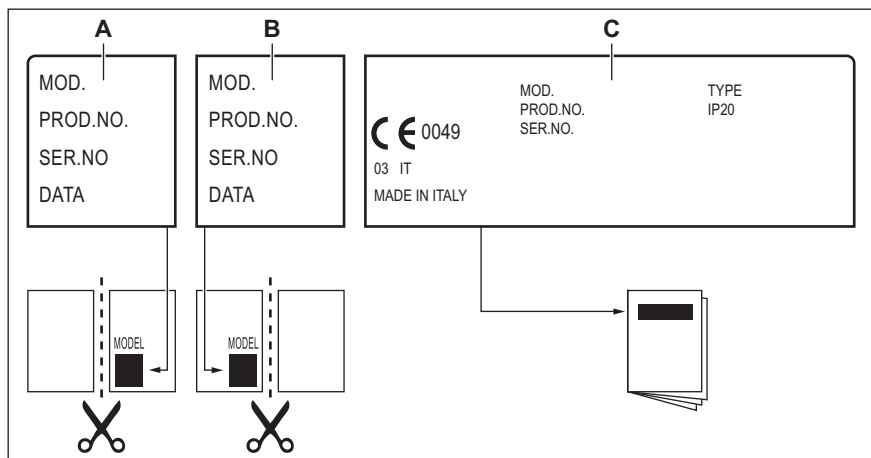 A
B
C
MOD.
PROD.NO.
SER.NO
DATA
MOD.
PROD.NO.
SER.NO
DATA
MOD.
PROD.NO.
SER.NO.
TYPE
IP20
CE 0049
03 IT
MADE IN ITALY
MODEL
MODEL